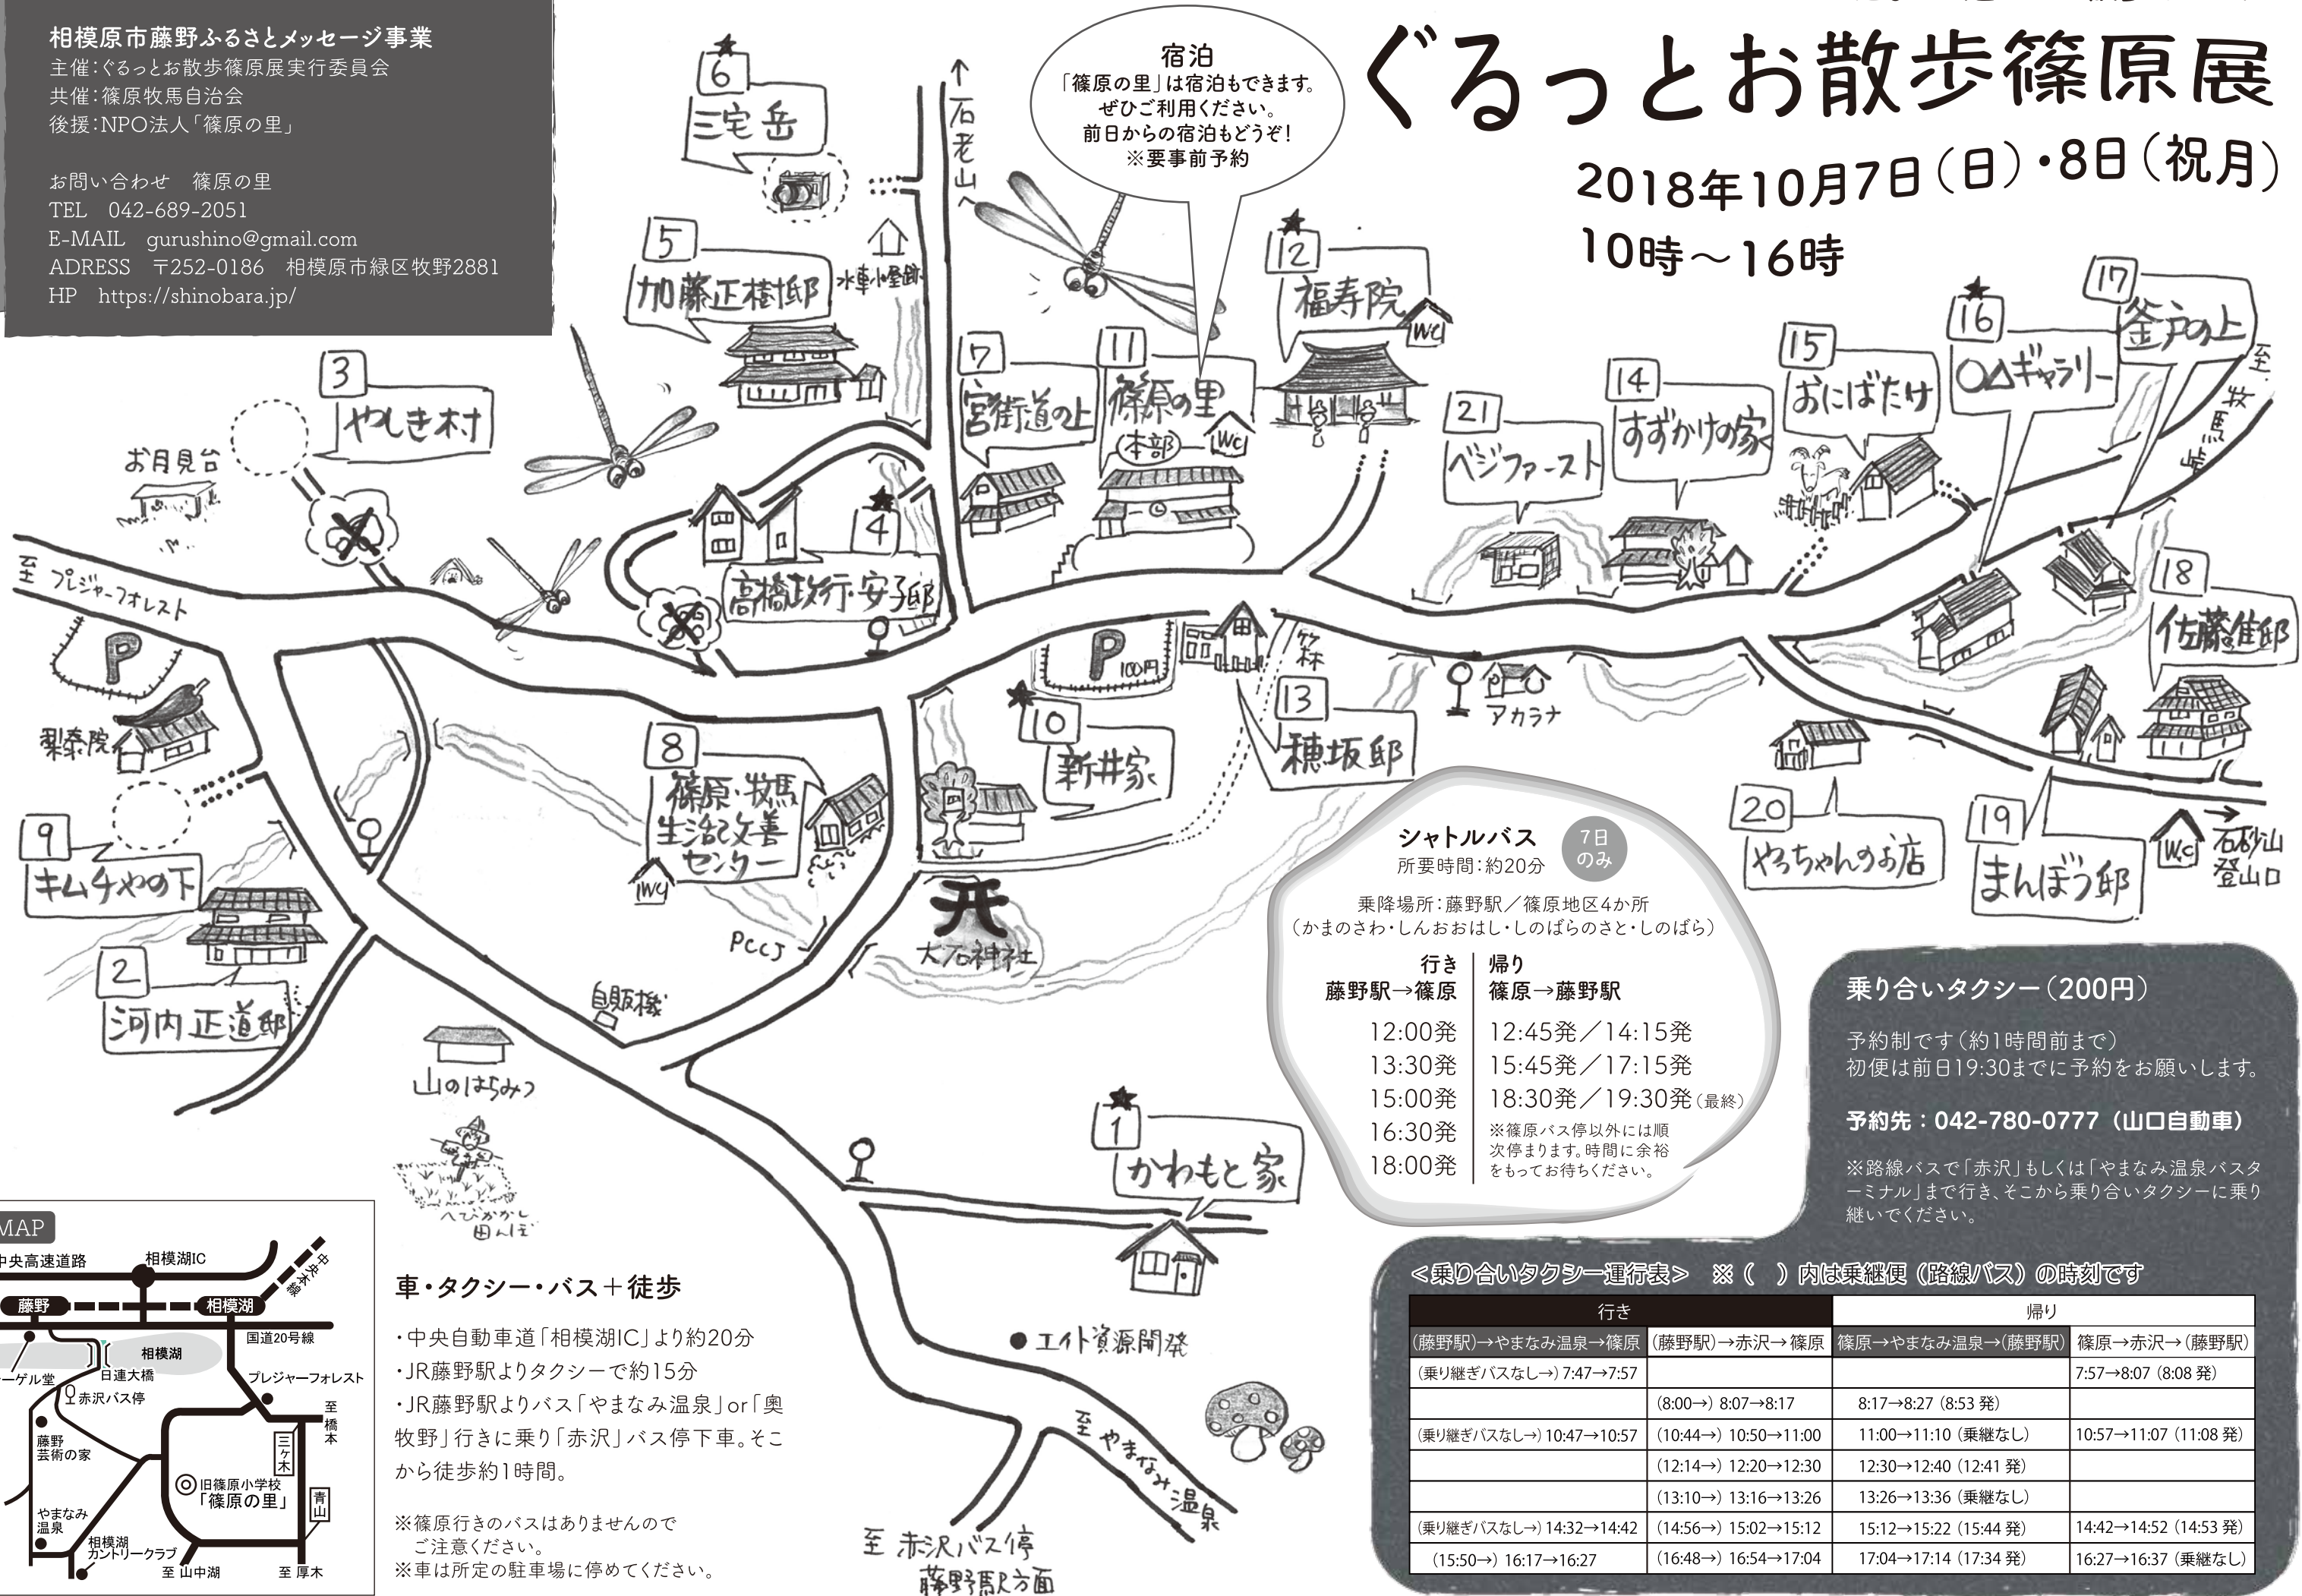 相模原市藤野ふるさとメッセージ事業
主催:ぐるっとお散歩篠原展実行委員会
共催:篠原牧馬自治会
後援:NPO法人「篠原の里」
お問い合わせ　篠原の里
TEL　042-689-2051
E-MAIL　gurushino@gmail.com
ADRESS　〒252-0186　相模原市緑区牧野2881
HP　https://shinobara.jp/
ぐるっとお散歩篠原展
2018年10月7日(日)・8日(祝月)
10時〜16時
宿泊
「篠原の里」は宿泊もできます。
ぜひご利用ください。
前日からの宿泊もどうぞ!
※要事前予約
↑石老山へ
6
三宅岳
5
加藤正樹邸
水車小屋跡
3
やしき村
お月見台
至 プレジャーフォレスト
P
4
高橋政行・安子邸
7
宮街道の上
11
篠原の里
(本部)
WC
12
福寿院
WC
21
ベジファースト
14
すずかけの家
15
おにばたけ
16
○△ギャラリー
17
釜戸の上
至 牧馬峠
18
佐藤進邸
P 100円
篠林
13
穂坂邸
10
新井家
アカラナ
8
篠原・牧馬
生活改善
センター
WC
PCCJ
大石神社
自販機
9
キムチやの下
2
河内正道邸
山のはちみつ
へびかかし
田んぼ
20
やっちゃんのお店
19
まんぼう邸
WC
→
石砂山
登山口
1
かわもと家
●エイト資源開発
至 やまなみ温泉
至 赤沢バス停
藤野駅方面
シャトルバス
7日
のみ
所要時間:約20分
乗降場所:藤野駅/篠原地区4か所
(かまのさわ・しんおおはし・しのばらのさと・しのばら)
行き
藤野駅→篠原
12:00発
13:30発
15:00発
16:30発
18:00発
帰り
篠原→藤野駅
12:45発/14:15発
15:45発/17:15発
18:30発/19:30発(最終)
※篠原バス停以外には順
次停まります。時間に余裕
をもってお待ちください。
乗り合いタクシー(200円)
予約制です(約1時間前まで)
初便は前日19:30までに予約をお願いします。
予約先:042-780-0777(山口自動車)
※路線バスで「赤沢」もしくは「やまなみ温泉バスタ
ーミナル」まで行き、そこから乗り合いタクシーに乗り
継いでください。
<乗り合いタクシー運行表>　※(　)内は乗継便(路線バス)の時刻です
行き 帰り
(藤野駅)→やまなみ温泉→篠原 (藤野駅)→赤沢→篠原 篠原→やまなみ温泉→(藤野駅) 篠原→赤沢→(藤野駅)
(乗り継ぎバスなし→) 7:47→7:57 7:57→8:07 (8:08 発)
(8:00→) 8:07→8:17 8:17→8:27 (8:53 発)
(乗り継ぎバスなし→) 10:47→10:57 (10:44→) 10:50→11:00 11:00→11:10 (乗継なし) 10:57→11:07 (11:08 発)
(12:14→) 12:20→12:30 12:30→12:40 (12:41 発)
(13:10→) 13:16→13:26 13:26→13:36 (乗継なし)
(乗り継ぎバスなし→) 14:32→14:42 (14:56→) 15:02→15:12 15:12→15:22 (15:44 発) 14:42→14:52 (14:53 発)
(15:50→) 16:17→16:27 (16:48→) 16:54→17:04 17:04→17:14 (17:34 発) 16:27→16:37 (乗継なし)
車・タクシー・バス+徒歩
・中央自動車道「相模湖IC」より約20分
・JR藤野駅よりタクシーで約15分
・JR藤野駅よりバス「やまなみ温泉」or「奥
牧野」行きに乗り「赤沢」バス停下車。そこ
から徒歩約1時間。
※篠原行きのバスはありませんので
ご注意ください。
※車は所定の駐車場に停めてください。
MAP
中央高速道路
相模湖IC
中央本線
藤野
相模湖
国道20号線
相模湖
日連大橋
ーゲル堂
赤沢バス停
プレジャーフォレスト
至橋本
藤野
芸術の家
三ヶ木
旧篠原小学校
「篠原の里」
青山
やまなみ
温泉
相模湖
カントリークラブ
至 山中湖
至 厚木